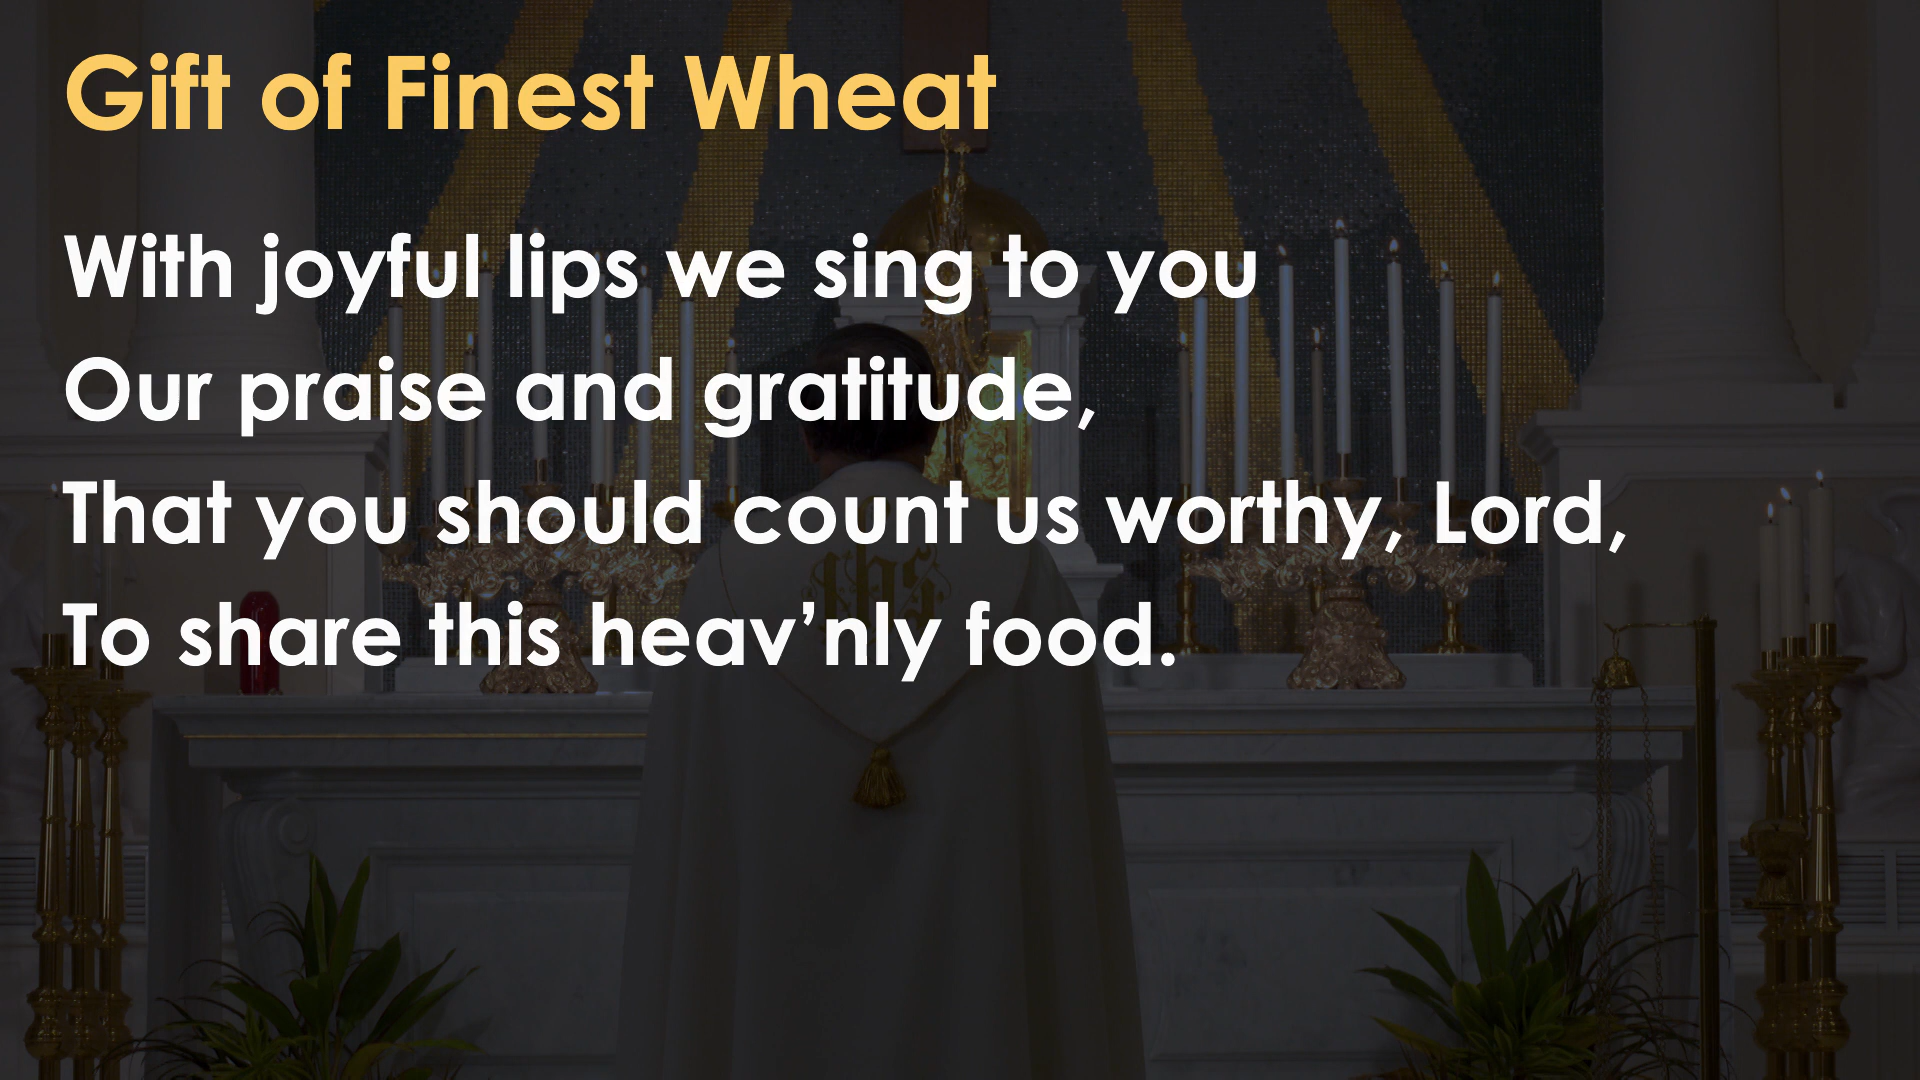 Gift of Finest Wheat
With joyful lips we sing to you
Our praise and gratitude,
That you should count us worthy, Lord,
To share this heav’nly food.
ihs